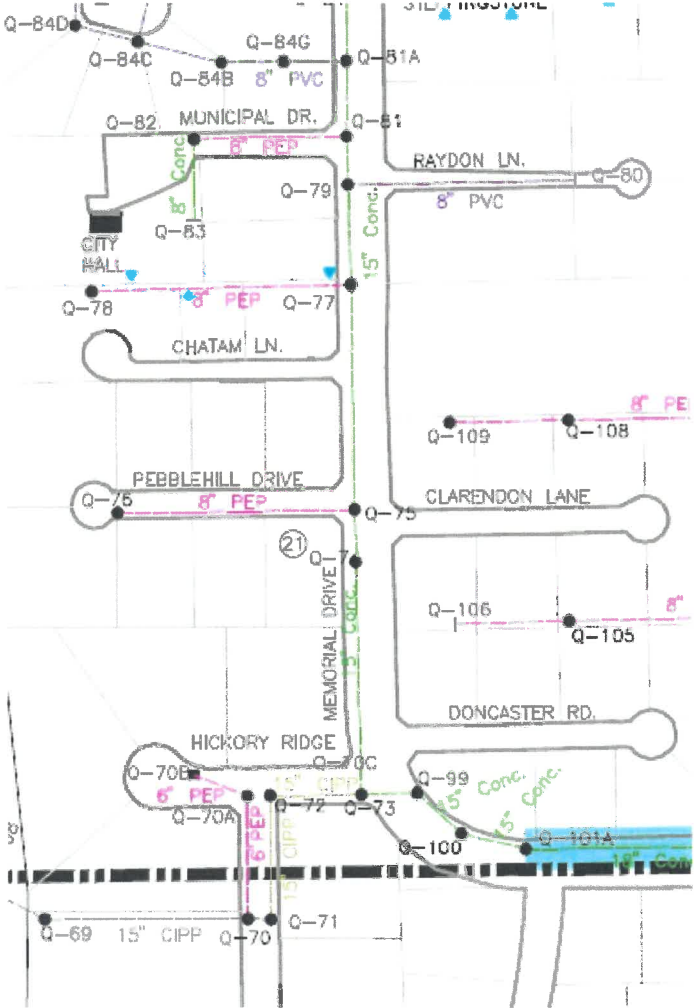 Q-84D
Q-84C
Q-84B
Q-84G
Q-81A
8" PVC
Q-82
MUNICIPAL DR.
Q-81
8" PEP
8" Conc.
RAYDON LN.
Q-79
Q-80
8" PVC
Q-83
15" Conc.
CITY
HALL
Q-78
8" PEP
Q-77
CHATAM LN.
Q-109
Q-108
PEBBLEHILL DRIVE
Q-76
8" PEP
Q-75
CLARENDON LANE
21
MEMORIAL DRIVE
15" Conc.
Q-106
8"
Q-105
DONCASTER RD.
HICKORY RIDGE
Q-70C
Q-70B
15" CIPP
Q-99
6" PEP
Q-70A
Q-72
Q-73
15" Conc.
15" Conc.
Q-100
Q-101A
6"PEP
15" CIPP
Q-69
15" CIPP
Q-70
Q-71